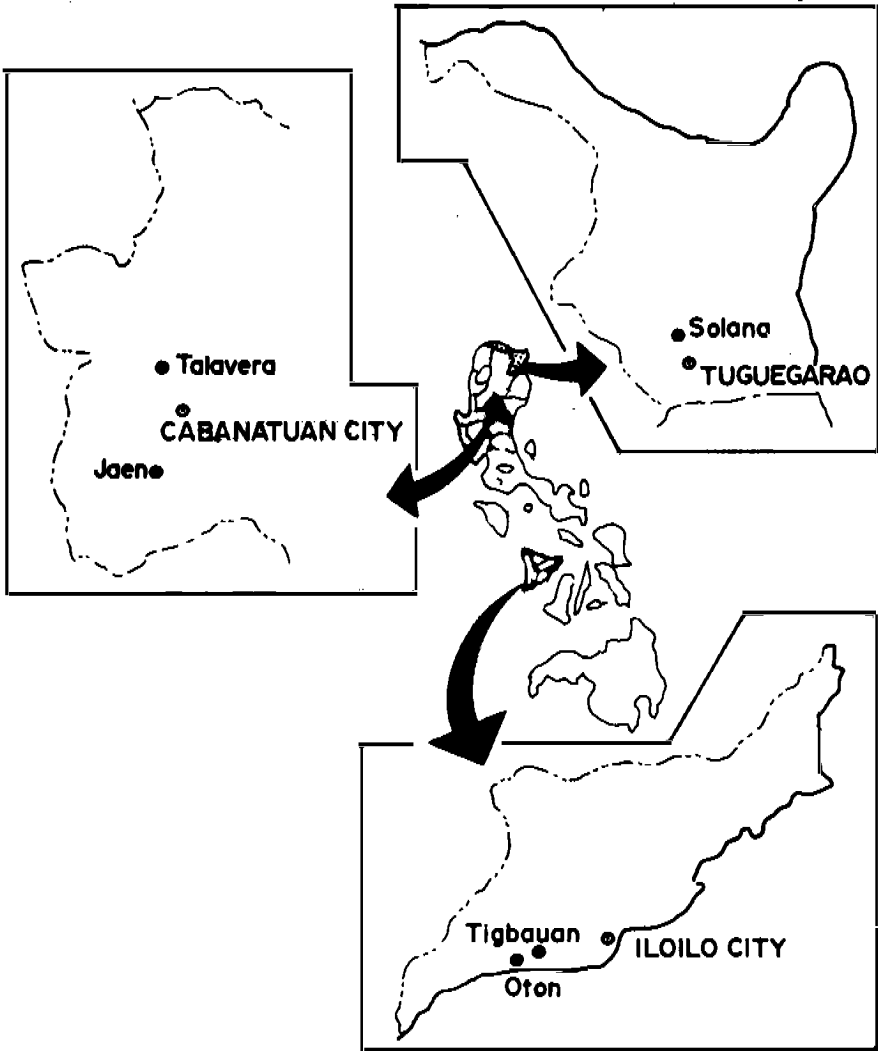 Solana
TUGUEGARAO
Talavera
CABANATUAN CITY
Jaen
Tigbauan
ILOILO CITY
Oton